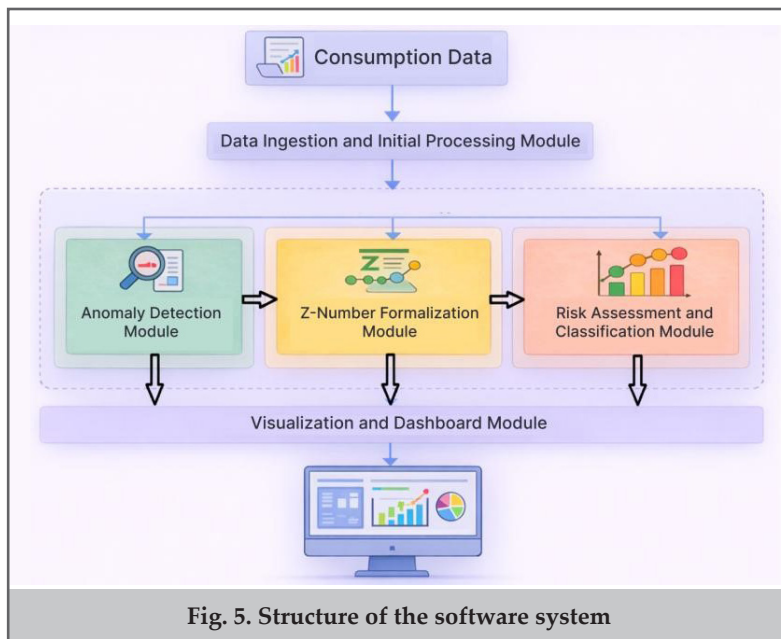 Consumption Data
Data Ingestion and Initial Processing Module
Anomaly Detection
Module
Z
Z-Number Formalization
Module
Risk Assessment and
Classification Module
Visualization and Dashboard Module
Fig. 5. Structure of the software system